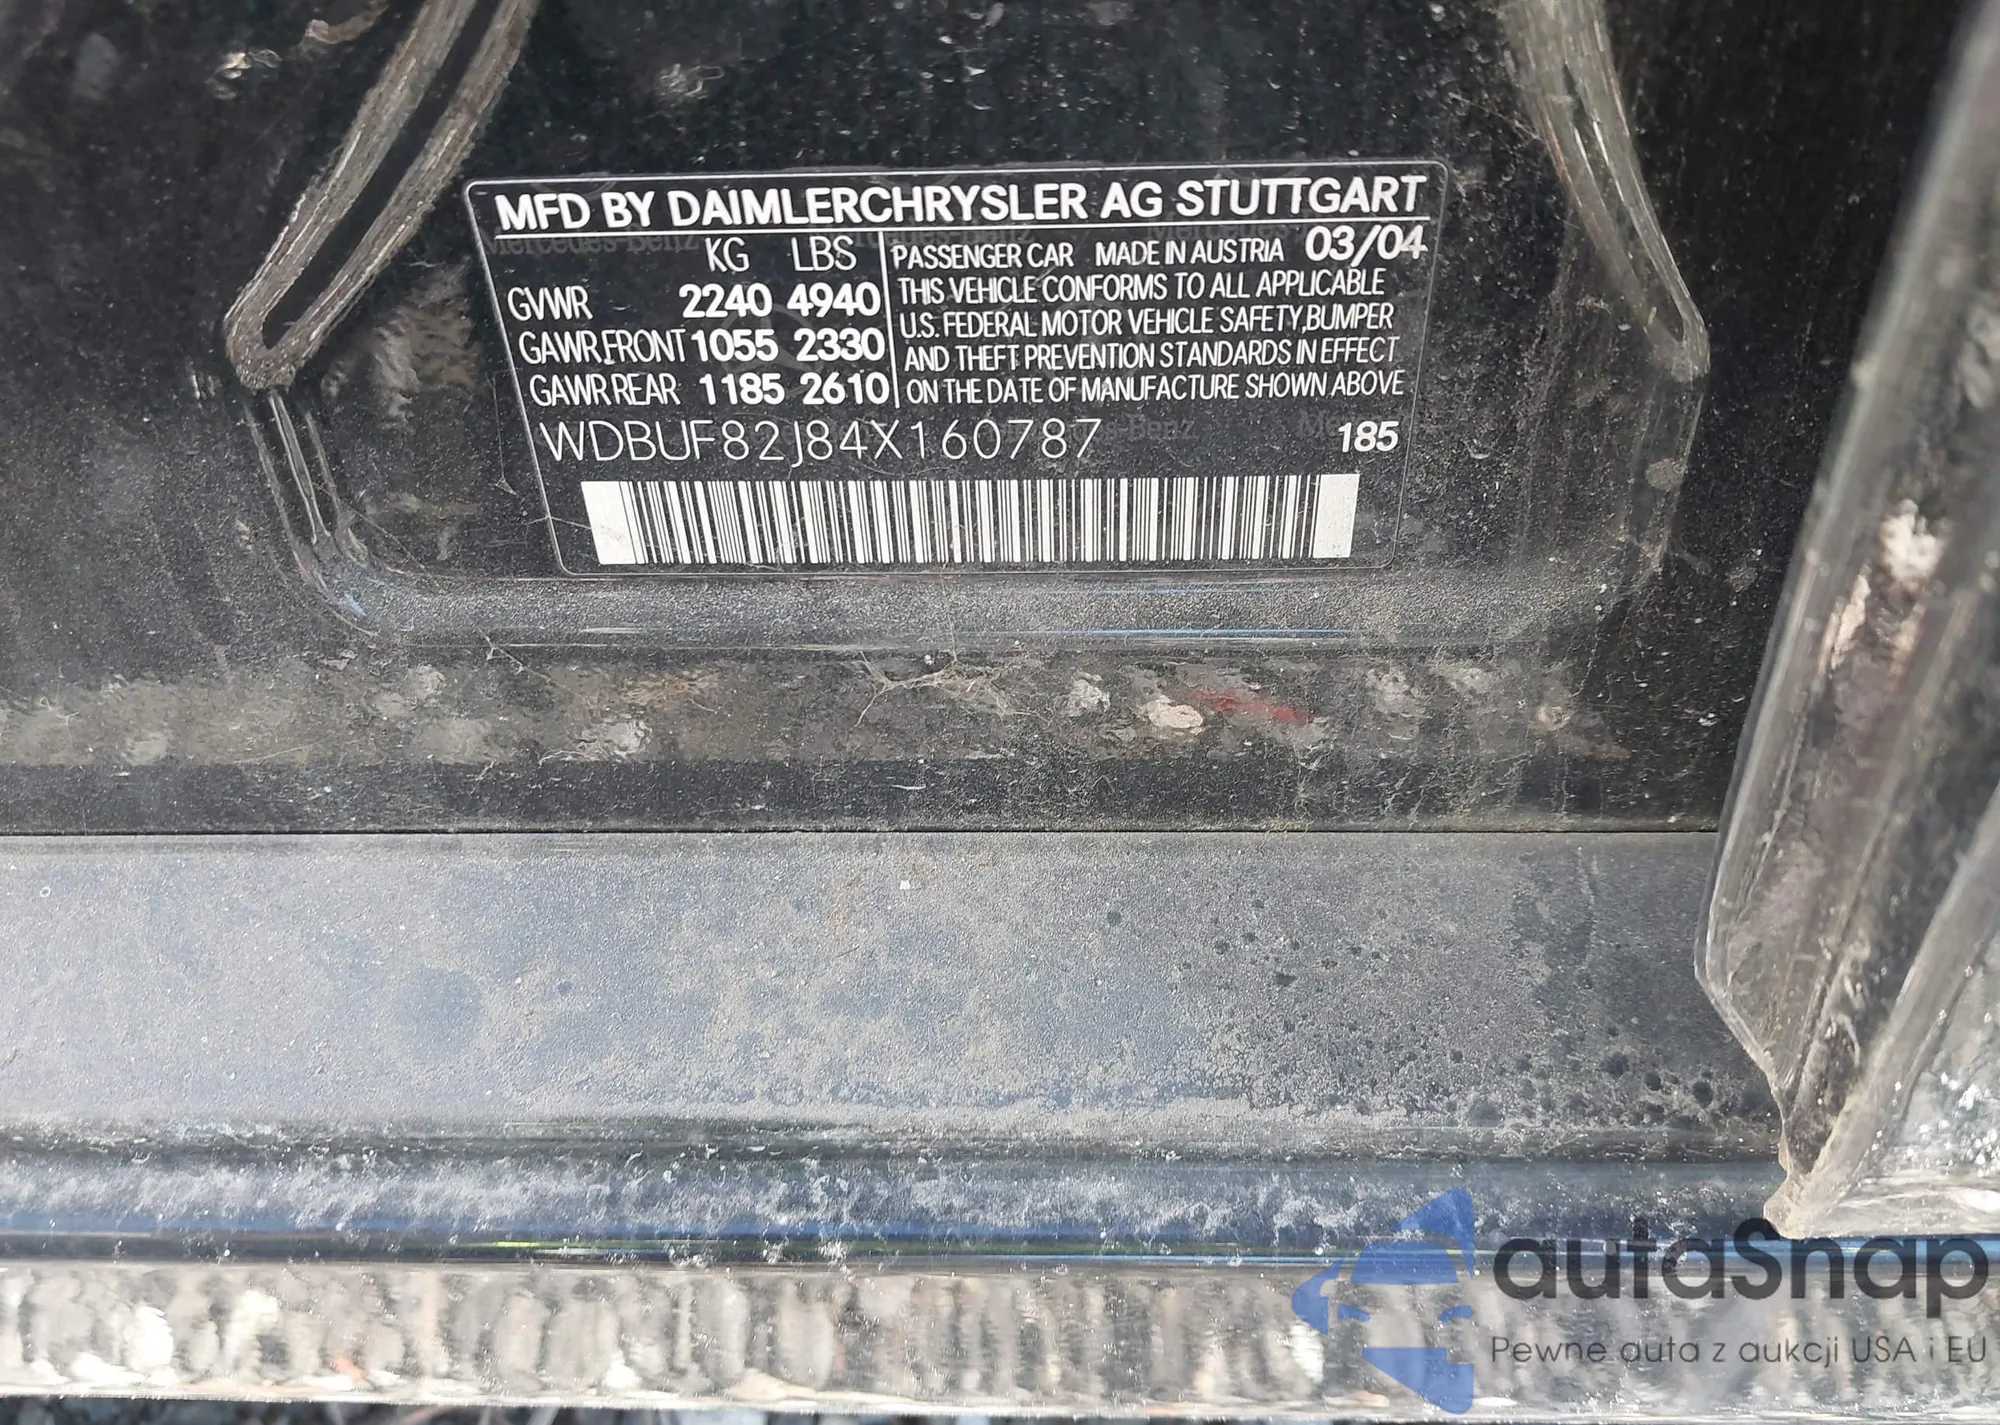 MFD BY DAIMLERCHRYSLER AG STUTTGART
KG LBS
GVWR 2240 4940
GAWR.FRONT 1055 2330
GAWR REAR 1185 2610
PASSENGER CAR MADE IN AUSTRIA 03/04
THIS VEHICLE CONFORMS TO ALL APPLICABLE
U.S. FEDERAL MOTOR VEHICLE SAFETY,BUMPER
AND THEFT PREVENTION STANDARDS IN EFFECT
ON THE DATE OF MANUFACTURE SHOWN ABOVE
WDBUF82J84X160787 185
autaSnap
Pewne auta z aukcji USA i EU